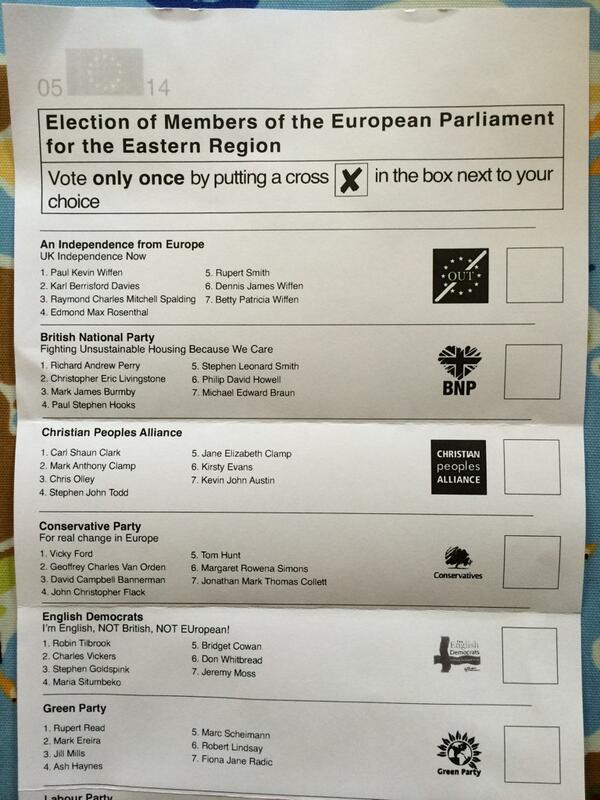 05 14
Election of Members of the European Parliament
for the Eastern Region
Vote only once by putting a cross X in the box next to your
choice
An Independence from Europe
UK Independence Now
1. Paul Kevin Wiffen
2. Karl Berrisford Davies
3. Raymond Charles Mitchell Spalding
4. Edmond Max Rosenthal
5. Rupert Smith
6. Dennis James Wiffen
7. Betty Patricia Wiffen
OUT
British National Party
Fighting Unsustainable Housing Because We Care
1. Richard Andrew Perry
2. Christopher Eric Livingstone
3. Mark James Burmby
4. Paul Stephen Hooks
5. Stephen Leonard Smith
6. Philip David Howell
7. Michael Edward Braun
BNP
Christian Peoples Alliance
1. Carl Shaun Clark
2. Mark Anthony Clamp
3. Chris Olley
4. Stephen John Todd
5. Jane Elizabeth Clamp
6. Kirsty Evans
7. Kevin John Austin
CHRISTIAN
peoples
ALLIANCE
Conservative Party
For real change in Europe
1. Vicky Ford
2. Geoffrey Charles Van Orden
3. David Campbell Bannerman
4. John Christopher Flack
5. Tom Hunt
6. Margaret Rowena Simons
7. Jonathan Mark Thomas Collett
Conservatives
English Democrats
I'm English, NOT British, NOT EUropean!
1. Robin Tilbrook
2. Charles Vickers
3. Stephen Goldspink
4. Maria Situmbeko
5. Bridget Cowan
6. Don Whitbread
7. Jeremy Moss
The
English
Democrats
Green Party
1. Rupert Read
2. Mark Ereira
3. Jill Mills
4. Ash Haynes
5. Marc Scheimann
6. Robert Lindsay
7. Fiona Jane Radic
Green Party
Labour Party